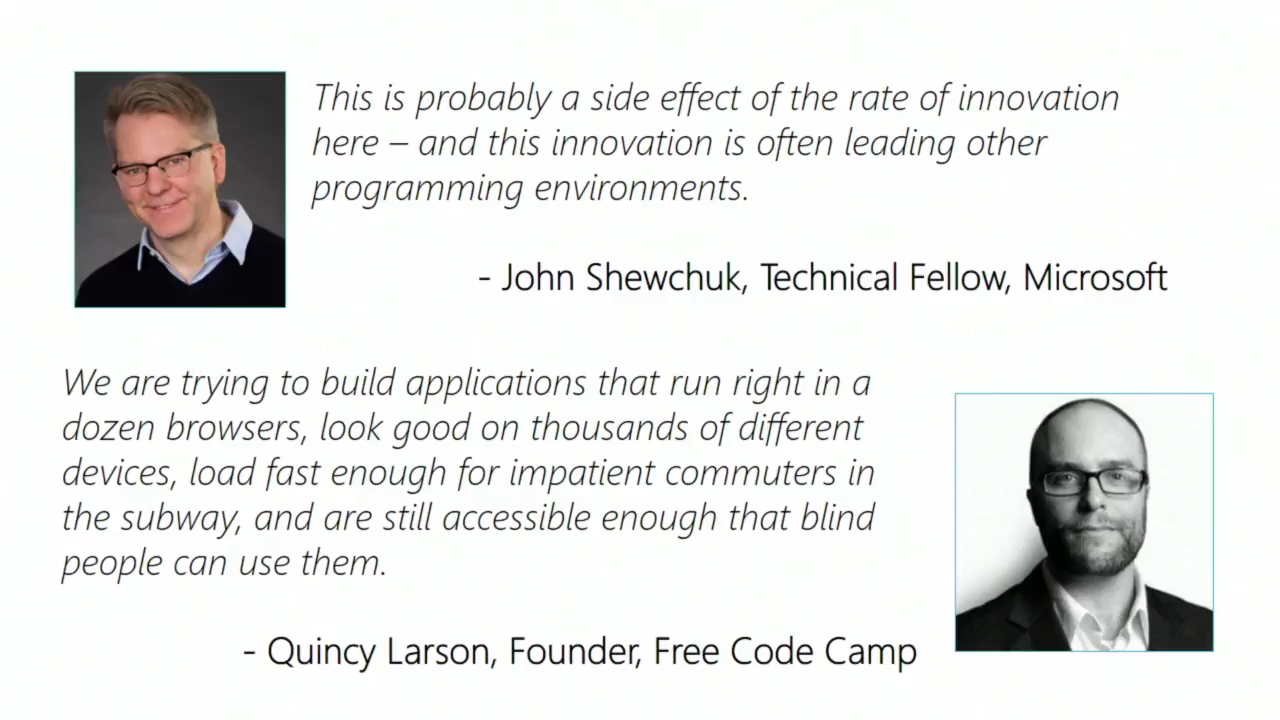 This is probably a side effect of the rate of innovation
here – and this innovation is often leading other
programming environments.
- John Shewchuk, Technical Fellow, Microsoft
We are trying to build applications that run right in a
dozen browsers, look good on thousands of different
devices, load fast enough for impatient commuters in
the subway, and are still accessible enough that blind
people can use them.
- Quincy Larson, Founder, Free Code Camp